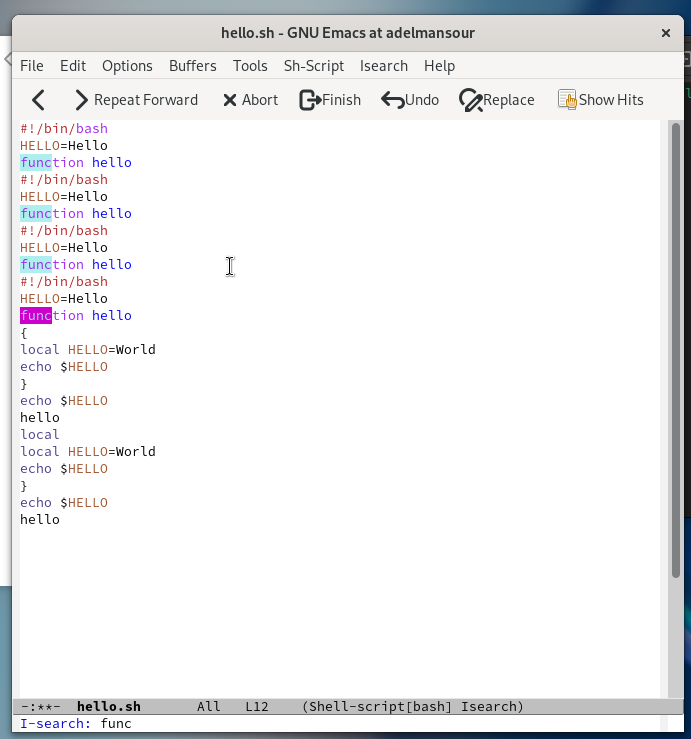 hello.sh - GNU Emacs at adelmansour ×
File Edit Options Buffers Tools Sh-Script Isearch Help
Repeat Forward Abort Finish Undo Replace Show Hits
#!/bin/bash
HELLO=Hello
function hello
#!/bin/bash
HELLO=Hello
function hello
#!/bin/bash
HELLO=Hello
function hello
#!/bin/bash
HELLO=Hello
function hello
{
local HELLO=World
echo $HELLO
}
echo $HELLO
hello
local
local HELLO=World
echo $HELLO
}
echo $HELLO
hello
-:**- hello.sh All L12 (Shell-script[bash] Isearch)
I-search: func